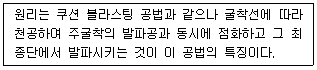 원리는 쿠션 블라스팅 공법과 같으나 굴착선에 따라
천공하며 주굴착의 발파공과 동시에 점화하고 그 최
종단에서 발파시키는 것이 이 공법의 특징이다.